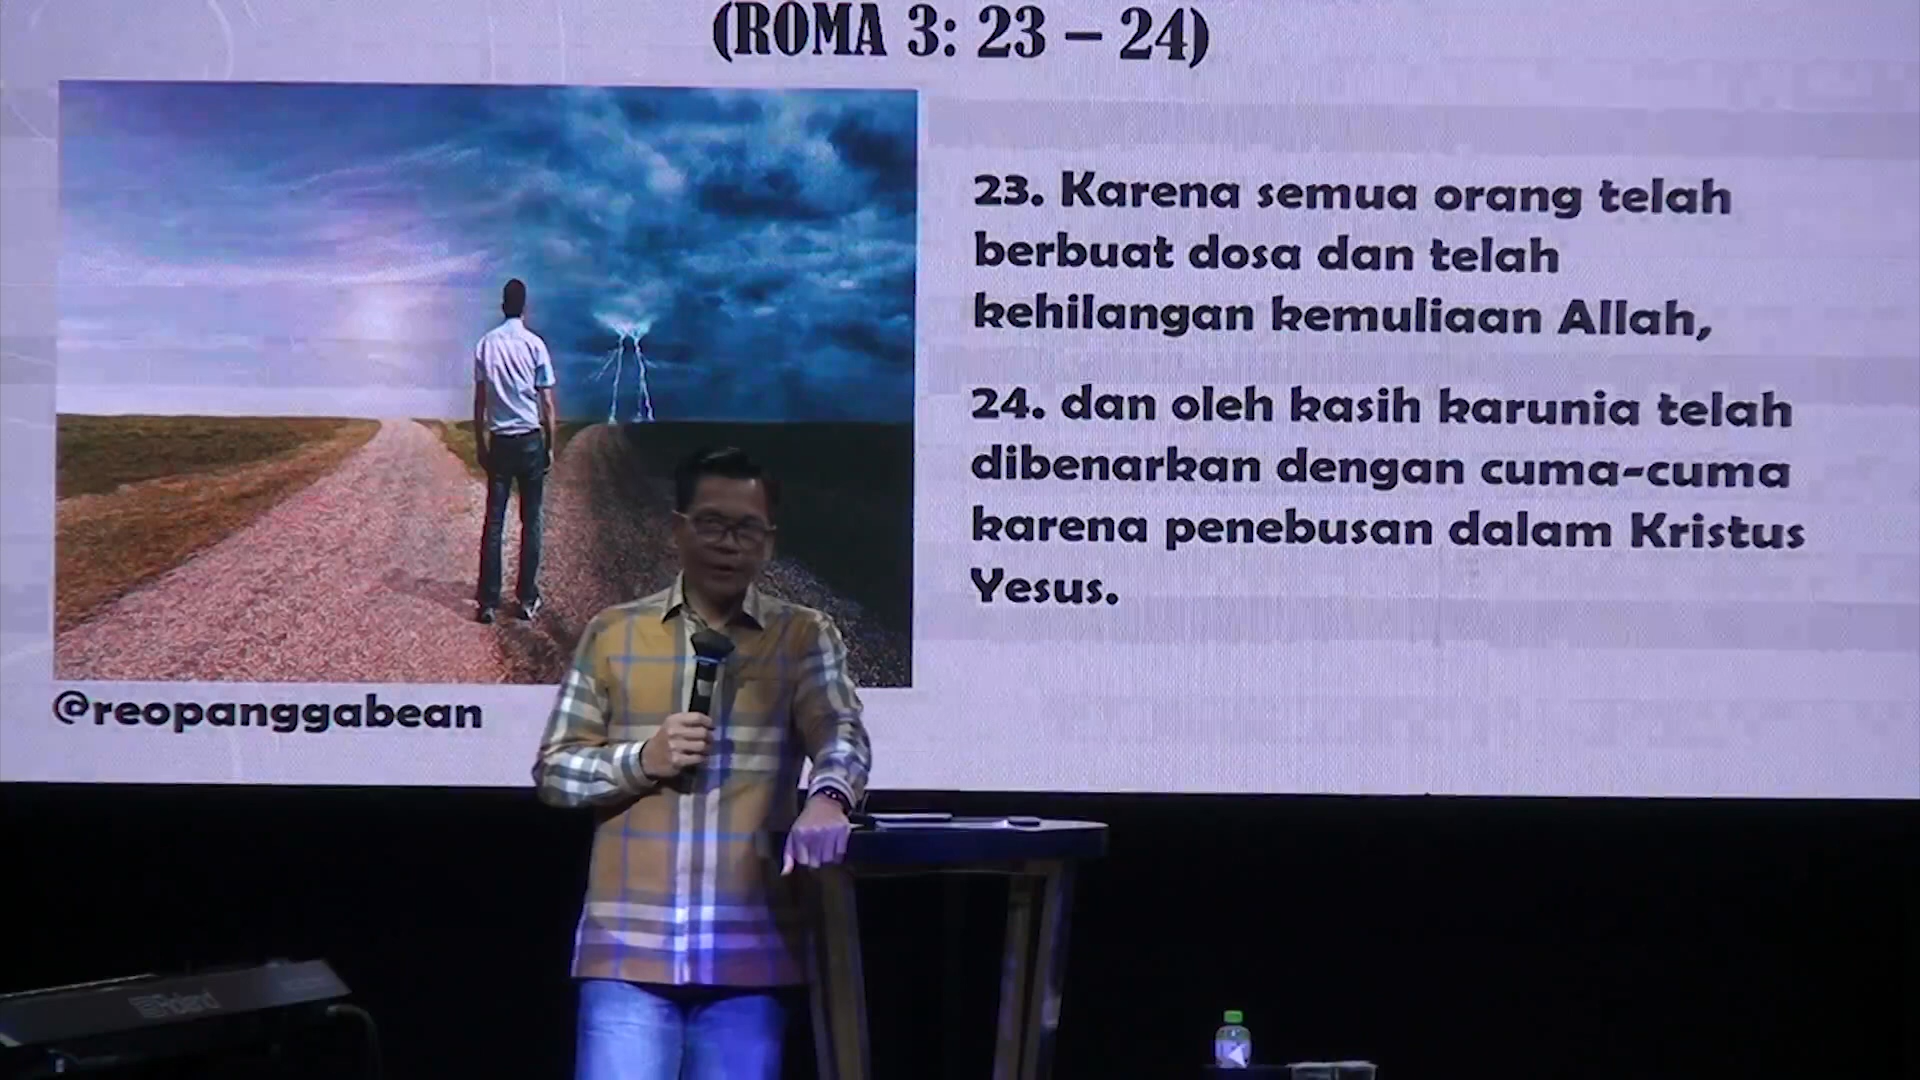 (ROMA 3: 23 – 24)
23. Karena semua orang telah
berbuat dosa dan telah
kehilangan kemuliaan Allah,
24. dan oleh kasih karunia telah
dibenarkan dengan cuma-cuma
karena penebusan dalam Kristus
Yesus.
@reopanggabean
Roland